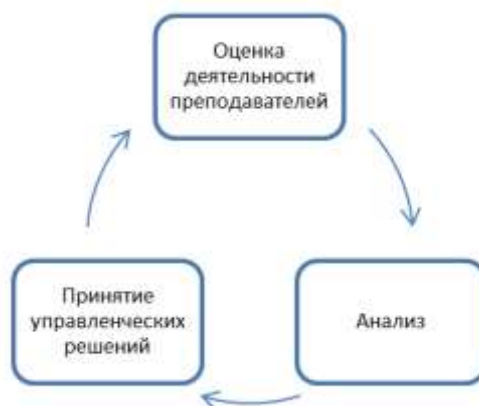 Оценка
деятельности
преподавателей
Принятие
управленческих
решений
Анализ